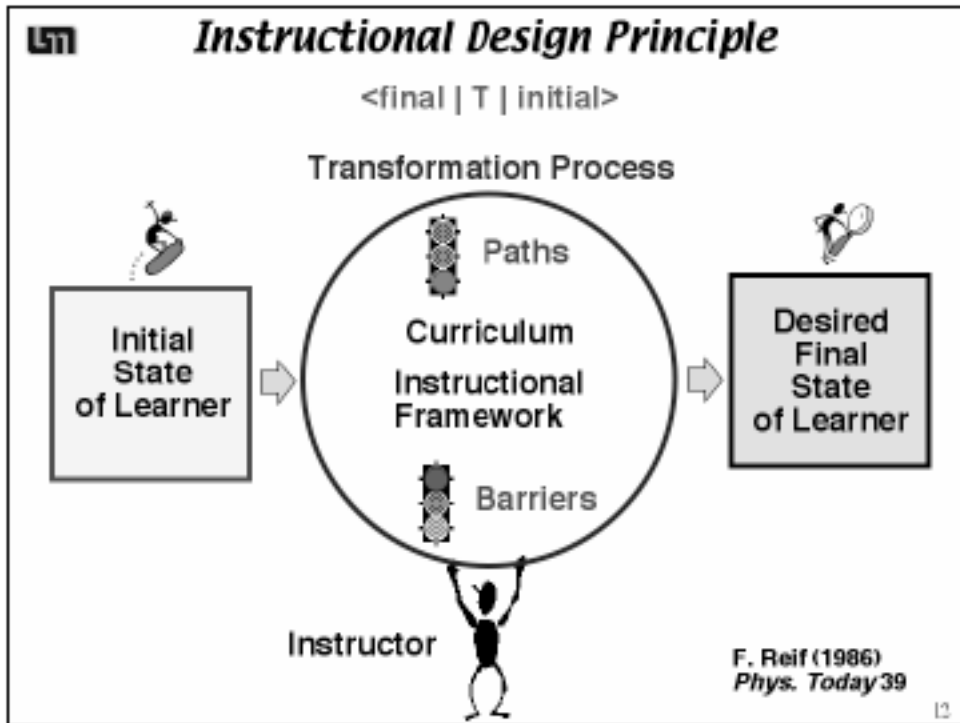 Instructional Design Principle
<final | T | initial>
Transformation Process
Paths
Initial
State
of Learner
Curriculum
Instructional
Framework
Barriers
Desired
Final
State
of Learner
Instructor
F. Reif (1986)
Phys. Today 39
12